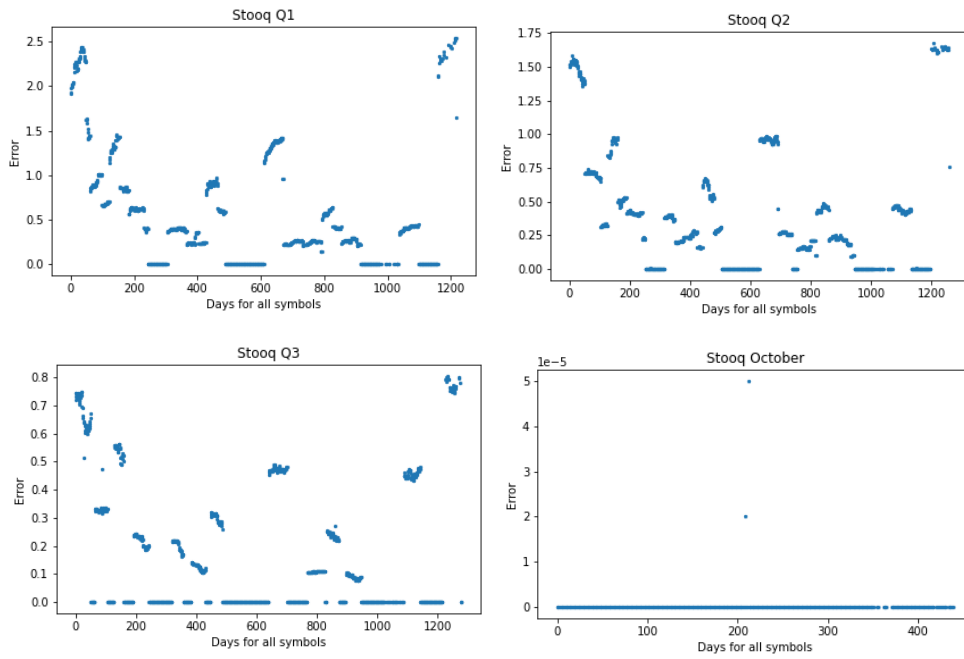 Stooq Q1
2.5
2.0
1.5
1.0
0.5
0.0
Error
0 200 400 600 800 1000 1200
Days for all symbols
Stooq Q2
1.75
1.50
1.25
1.00
0.75
0.50
0.25
0.00
Error
0 200 400 600 800 1000 1200
Days for all symbols
Stooq Q3
0.8
0.7
0.6
0.5
0.4
0.3
0.2
0.1
0.0
Error
0 200 400 600 800 1000 1200
Days for all symbols
Stooq October
1e−5
5
4
3
2
1
0
Error
0 100 200 300 400
Days for all symbols